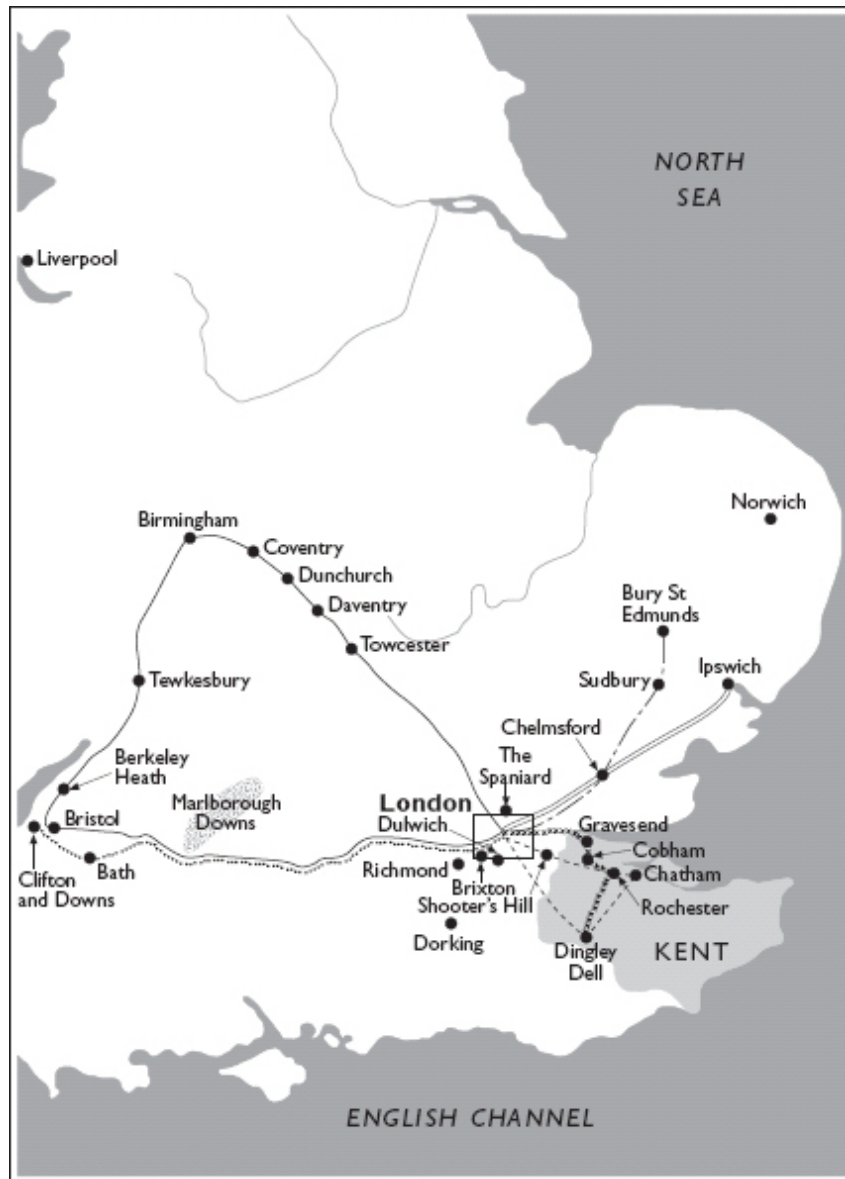 NORTH
SEA
Liverpool
Norwich
Birmingham
Coventry
Dunchurch
Daventry
Towcester
Bury St
Edmunds
Tewkesbury
Sudbury
Ipswich
Chelmsford
The
Spaniard
Berkeley
Heath
Marlborough
Downs
London
Bristol
Dulwich
Gravesend
Cobham
Clifton
and Downs
Bath
Richmond
Chatham
Brixton
Shooter's Hill
Rochester
Dorking
Dingley
Dell
KENT
ENGLISH CHANNEL